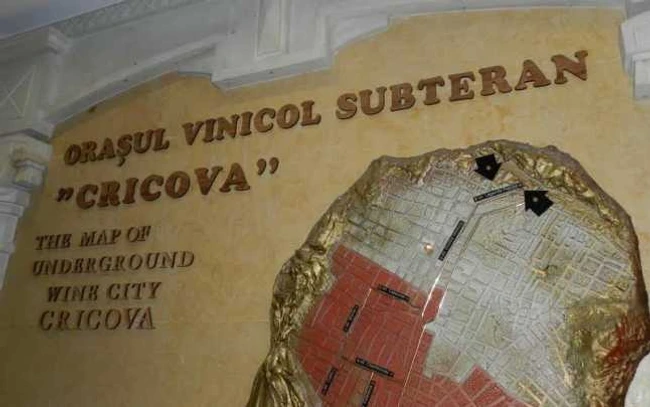 ORAȘUL VINICOL SUBTERAN
„CRICOVA”
THE MAP OF
UNDERGROUND
WINE CITY
CRICOVA